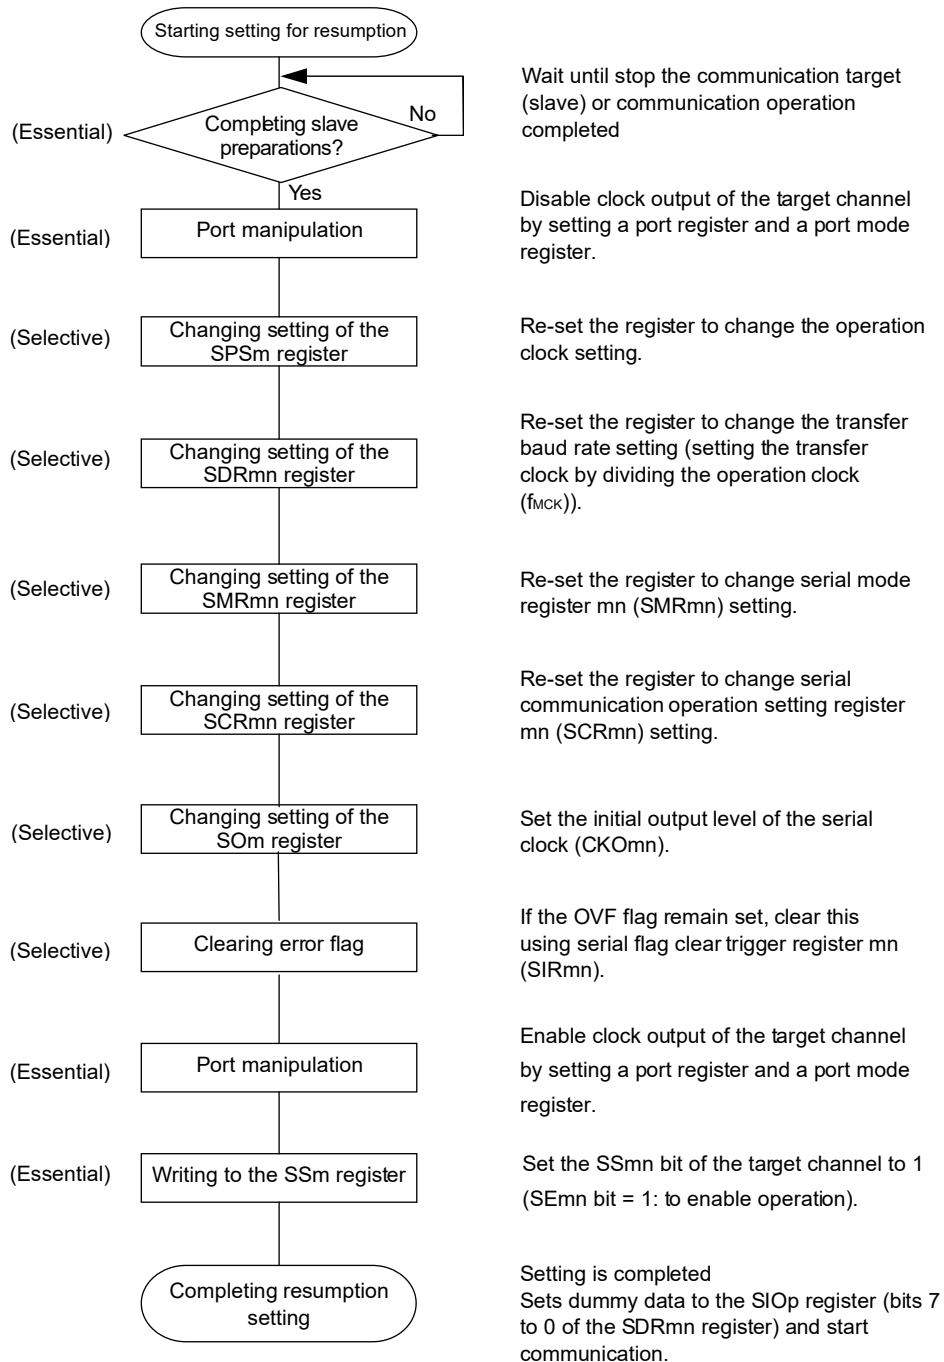 Starting setting for resumption
(Essential)
Completing slave
preparations?
No
Yes
Wait until stop the communication target
(slave) or communication operation
completed
(Essential)
Port manipulation
Disable clock output of the target channel
by setting a port register and a port mode
register.
(Selective)
Changing setting of the
SPSm register
Re-set the register to change the operation
clock setting.
(Selective)
Changing setting of the
SDRmn register
Re-set the register to change the transfer
baud rate setting (setting the transfer
clock by dividing the operation clock
(fMCK)).
(Selective)
Changing setting of the
SMRmn register
Re-set the register to change serial mode
register mn (SMRmn) setting.
(Selective)
Changing setting of the
SCRmn register
Re-set the register to change serial
communication operation setting register
mn (SCRmn) setting.
(Selective)
Changing setting of the
SOm register
Set the initial output level of the serial
clock (CKOmn).
(Selective)
Clearing error flag
If the OVF flag remain set, clear this
using serial flag clear trigger register mn
(SIRmn).
(Essential)
Port manipulation
Enable clock output of the target channel
by setting a port register and a port mode
register.
(Essential)
Writing to the SSm register
Set the SSmn bit of the target channel to 1
(SEmn bit = 1: to enable operation).
Completing resumption
setting
Setting is completed
Sets dummy data to the SIOp register (bits 7
to 0 of the SDRmn register) and start
communication.